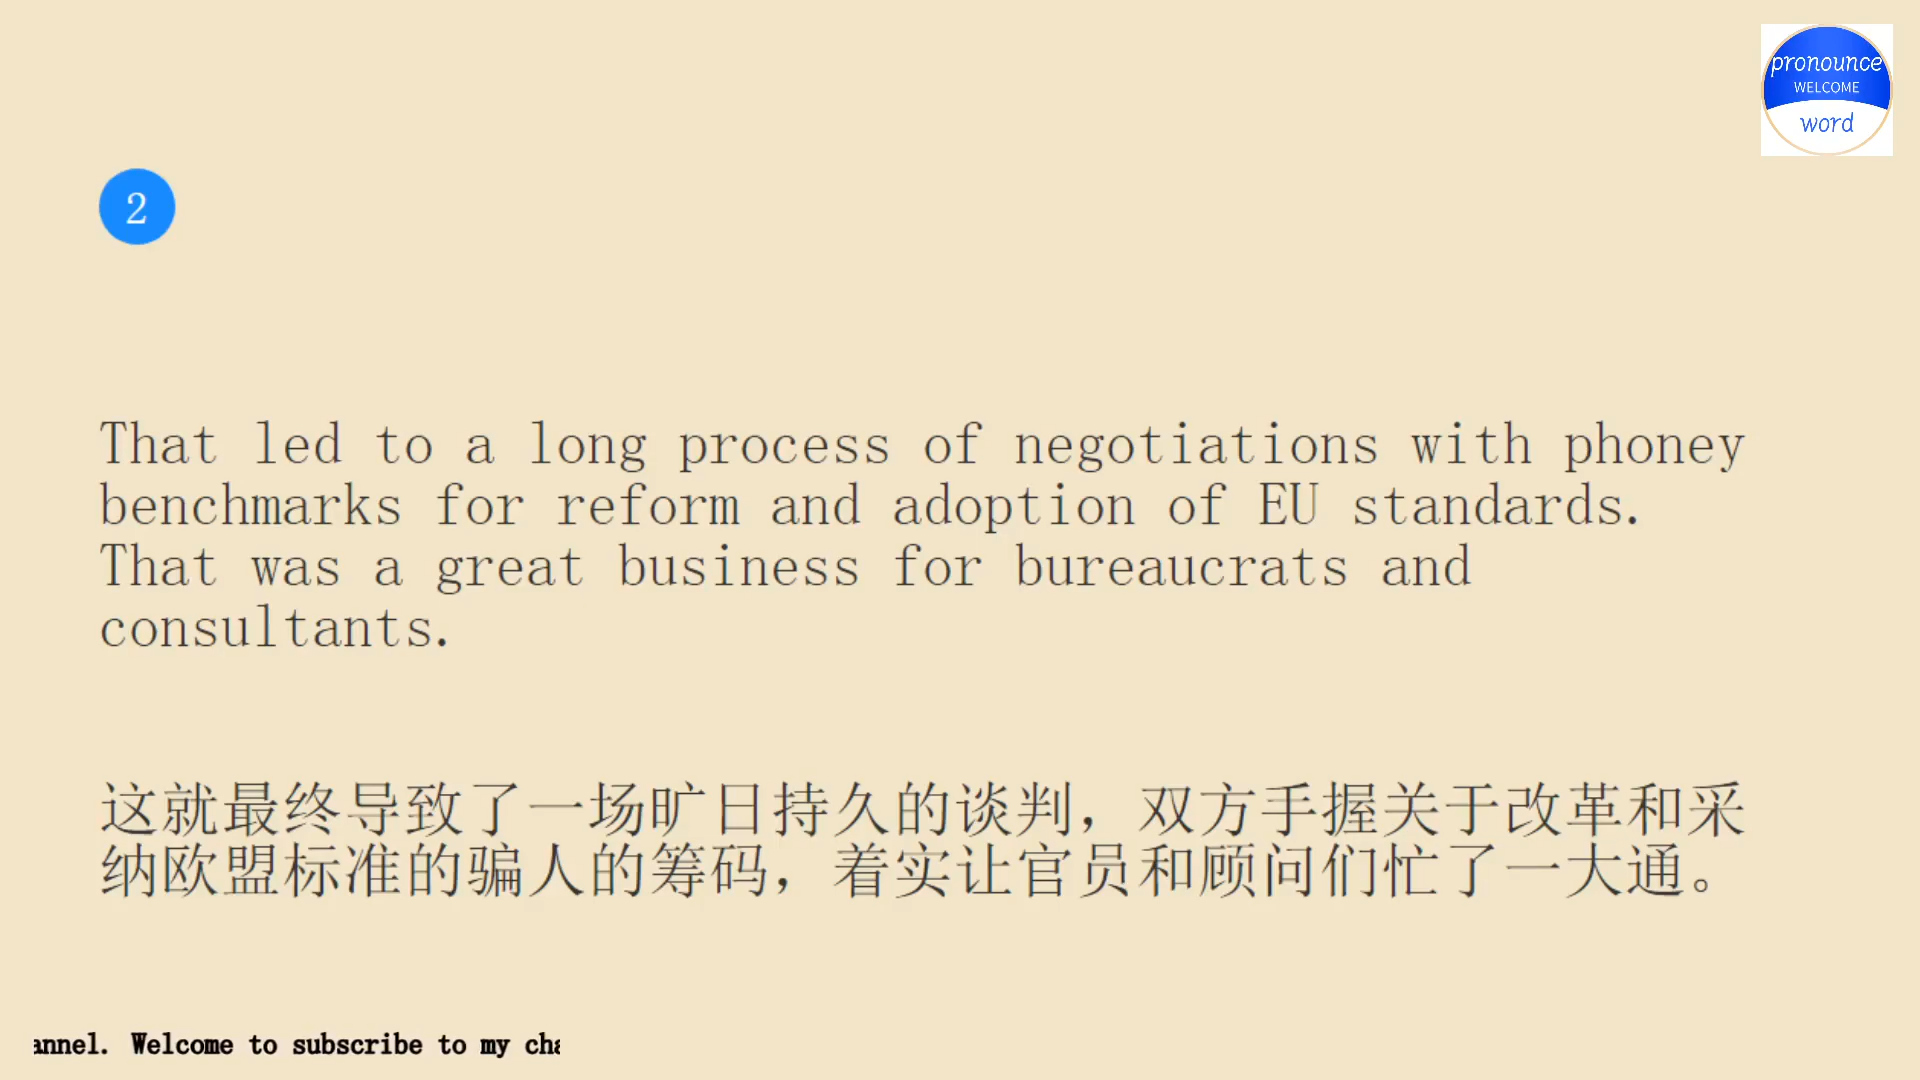 pronounce
WELCOME
word
2
That led to a long process of negotiations with phoney
benchmarks for reform and adoption of EU standards.
That was a great business for bureaucrats and
consultants.
这就最终导致了一场旷日持久的谈判，双方手握关于改革和采
纳欧盟标准的骗人的筹码，着实让官员和顾问们忙了一大通。
annel. Welcome to subscribe to my cha